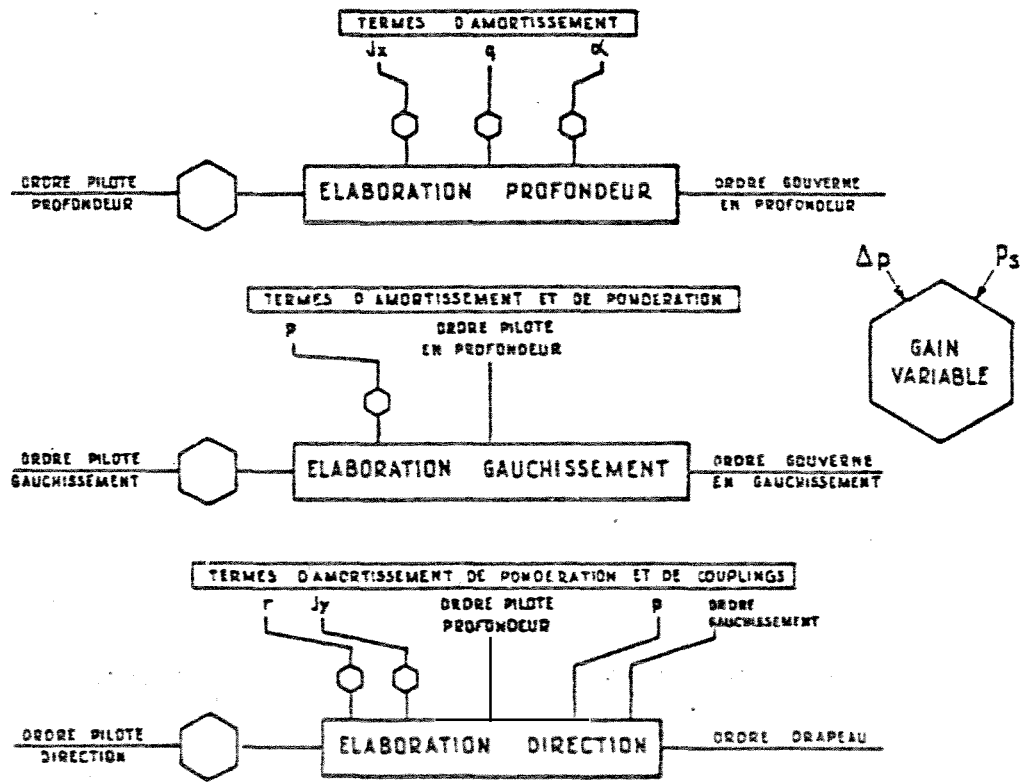 TERMES D'AMORTISSEMENT
Jx q α
ORDRE PILOTE
PROFONDEUR
ELABORATION PROFONDEUR
ORDRE GOUVERNE
EN PROFONDEUR
Δp Ps
GAIN
VARIABLE
TERMES D'AMORTISSEMENT ET DE PONDERATION
P
ORDRE PILOTE
EN PROFONDEUR
ORDRE PILOTE
GAUCHISSEMENT
ELABORATION GAUCHISSEMENT
ORDRE GOUVERNE
EN GAUCHISSEMENT
TERMES D'AMORTISSEMENT DE PONDERATION ET DE COUPLINGS
r Jy
ORDRE PILOTE
PROFONDEUR
P
ORDRE
GAUCHISSEMENT
ORDRE PILOTE
DIRECTION
ELABORATION DIRECTION
ORDRE DRAPEAU